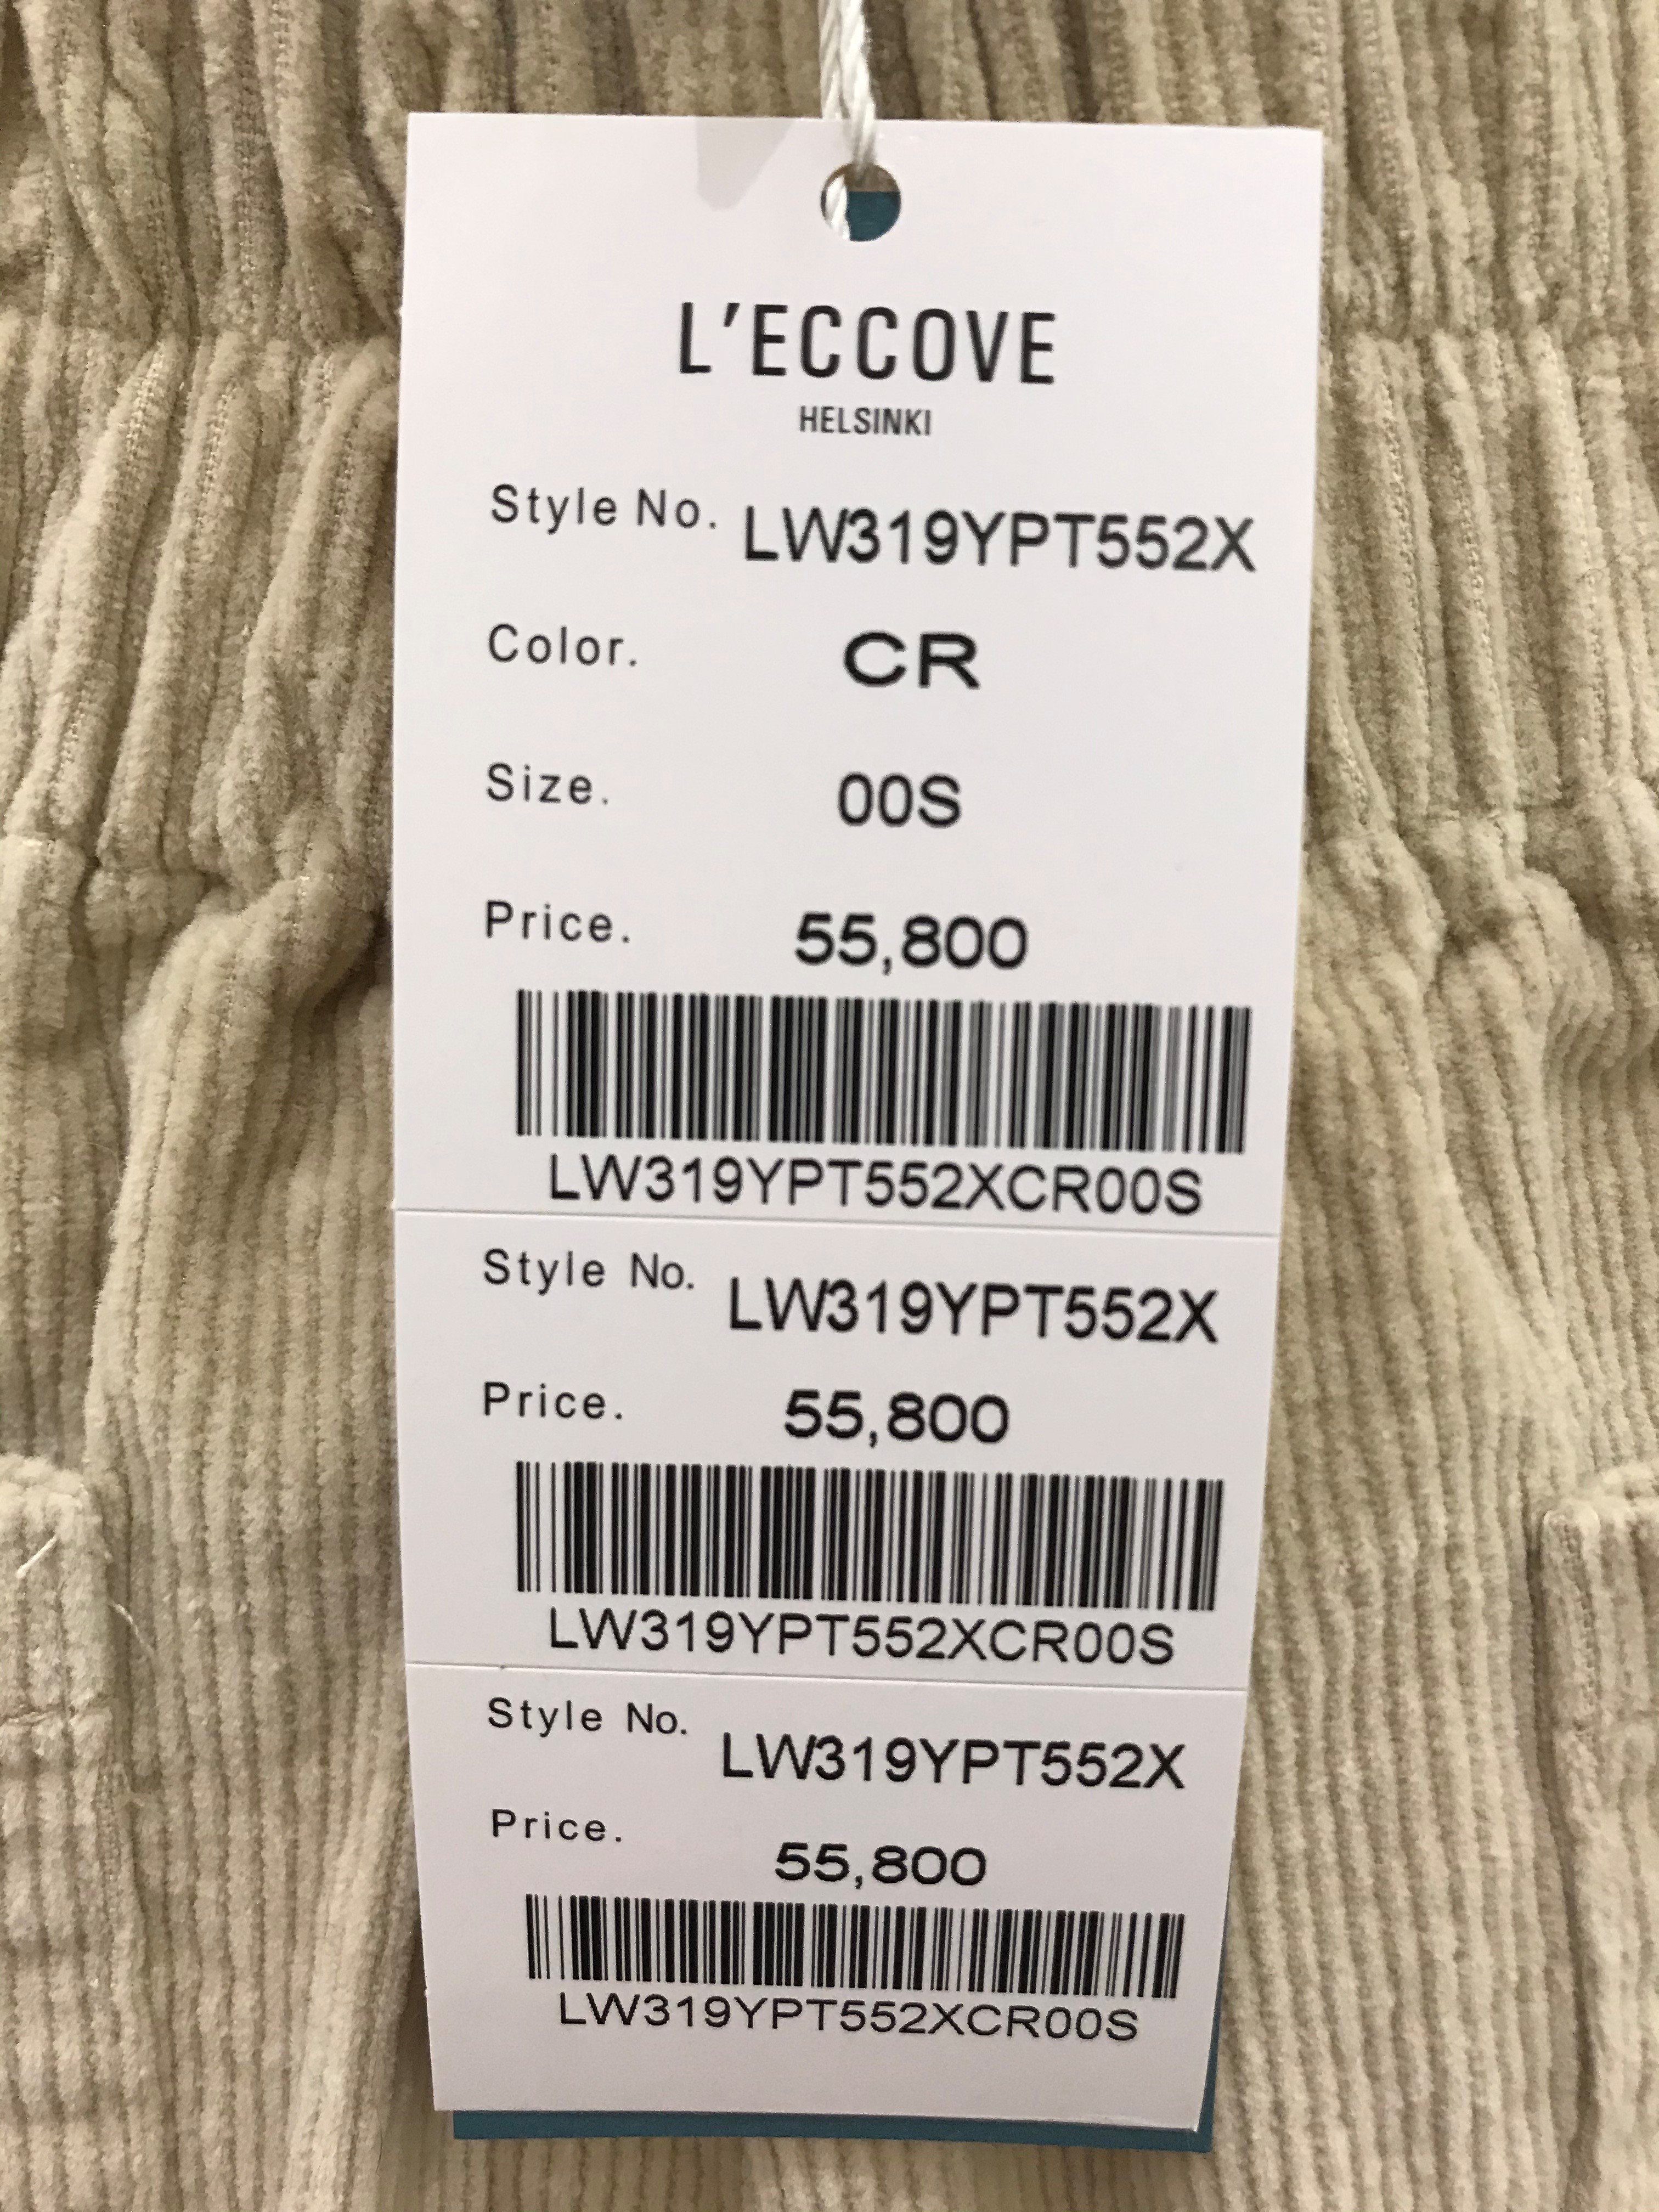 L'ECCOVE
HELSINKI
Style No. LW319YPT552X
Color. CR
Size. 00S
Price. 55,800
LW319YPT552XCR00S
Style No. LW319YPT552X
Price. 55,800
LW319YPT552XCR00S
Style No. LW319YPT552X
Price. 55,800
LW319YPT552XCR00S